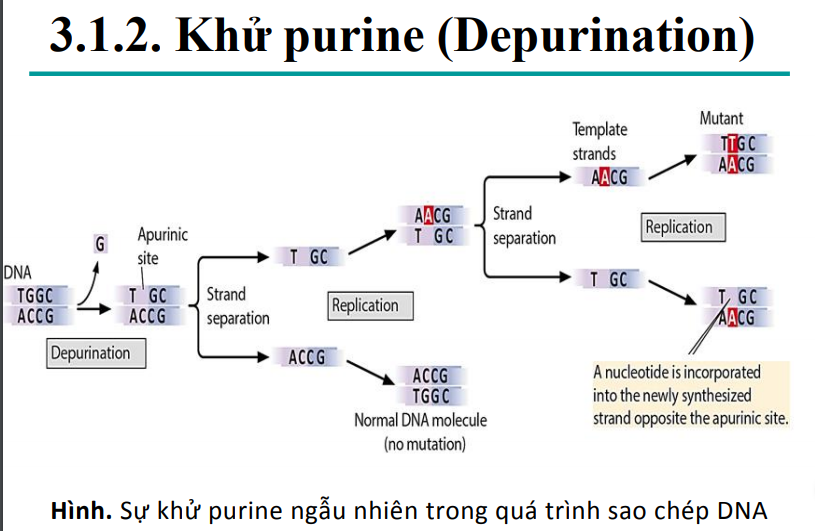 3.1.2. Khử purine (Depurination)
DNA
TGGC
ACCG
Depurination
G
Apurinic
site
T GC
ACCG
Strand
separation
T GC
ACCG
Replication
AACG
T GC
ACCG
TGGC
Normal DNA molecule
(no mutation)
Strand
separation
Template
strands
AACG
T GC
Replication
Mutant
TTGC
AACG
T GC
AACG
A nucleotide is incorporated
into the newly synthesized
strand opposite the apurinic site.
Hình. Sự khử purine ngẫu nhiên trong quá trình sao chép DNA